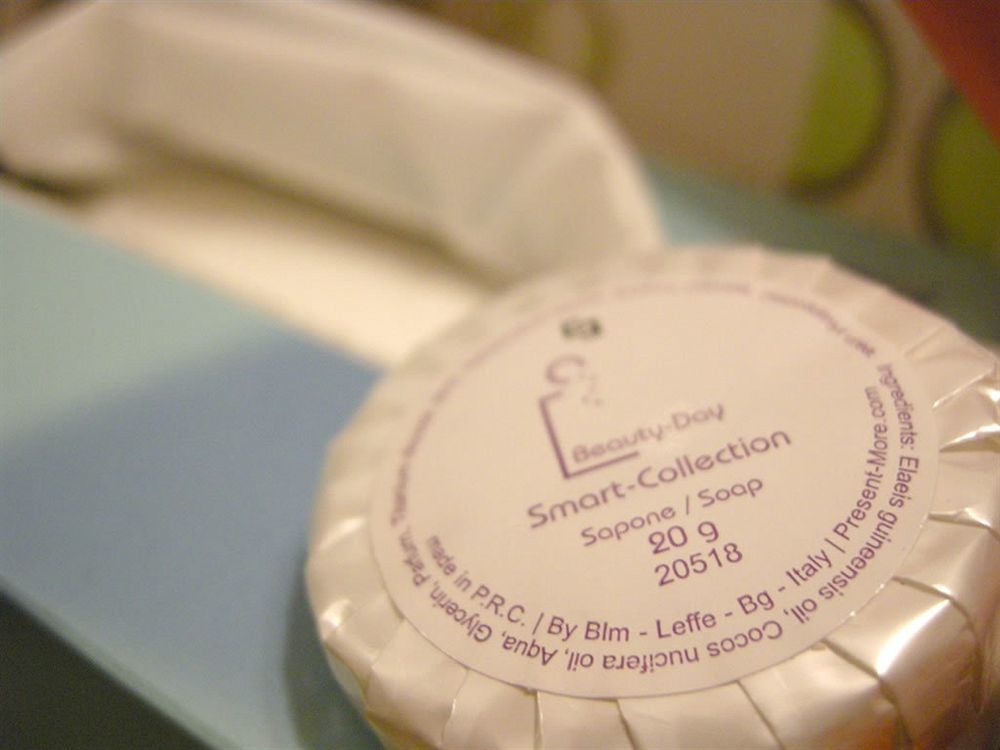 Beauty-Day
Smart-Collection
Sapone / Soap
20 g
20518
made in P.R.C. | By Blm - Leffe - Bg - Italy | Present-More.com
Ingredients: Elaeis guineensis oil, Cocos nucifera oil, Aqua, Glycerin, Parfum,